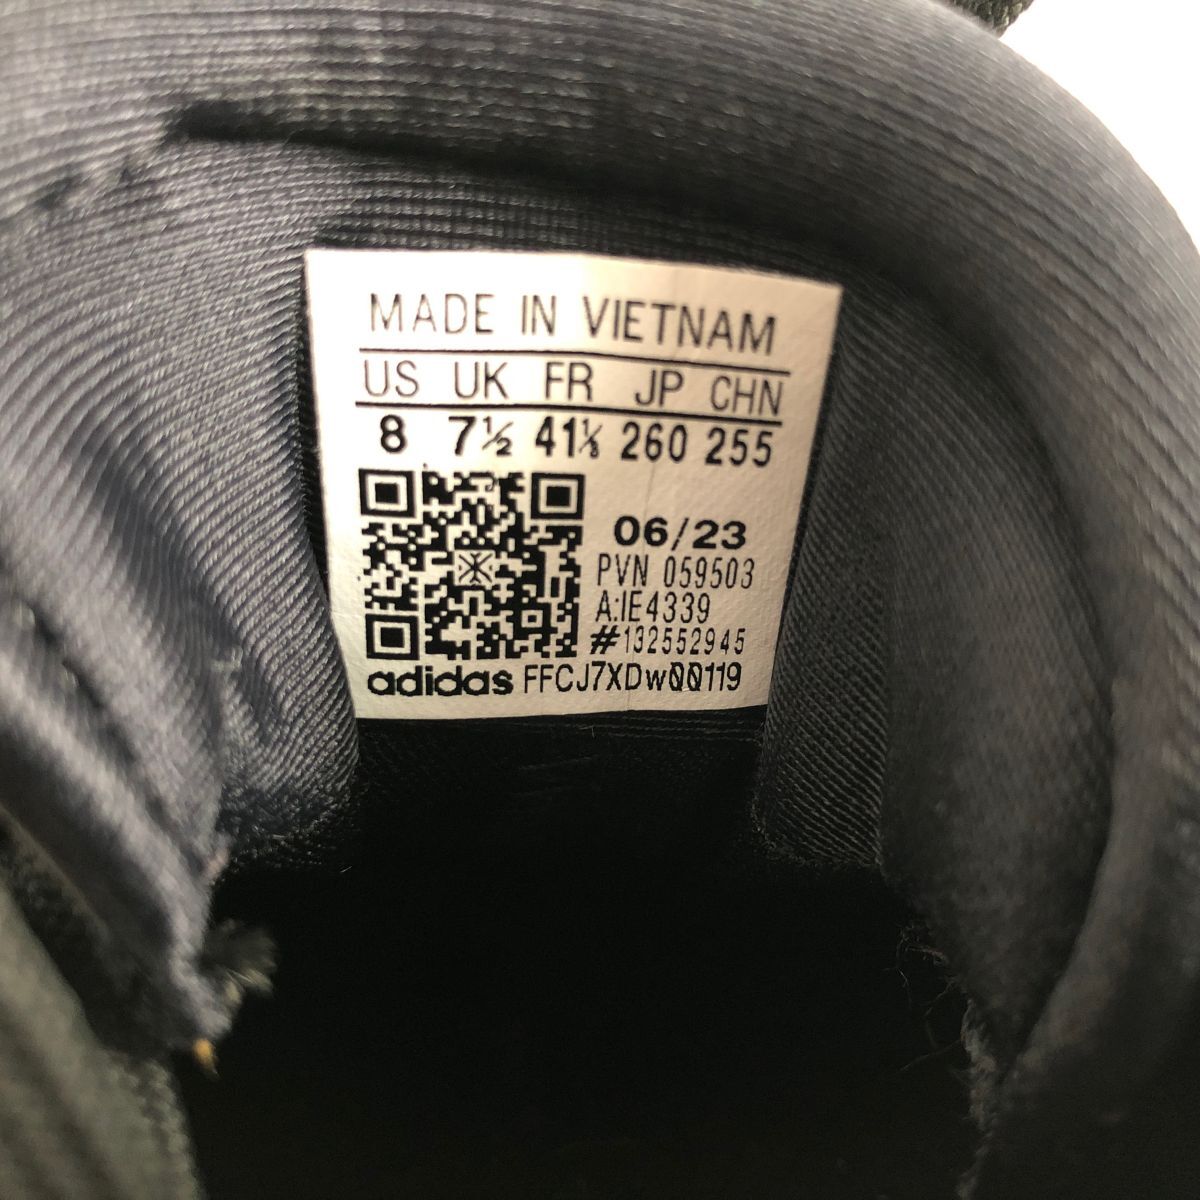 MADE IN VIETNAM
US UK FR JP CHN
8 7½ 41⅓ 260 255
06/23
PVN 059503
A:IE4339
#132552945
adidas FFCJ7XDw00119